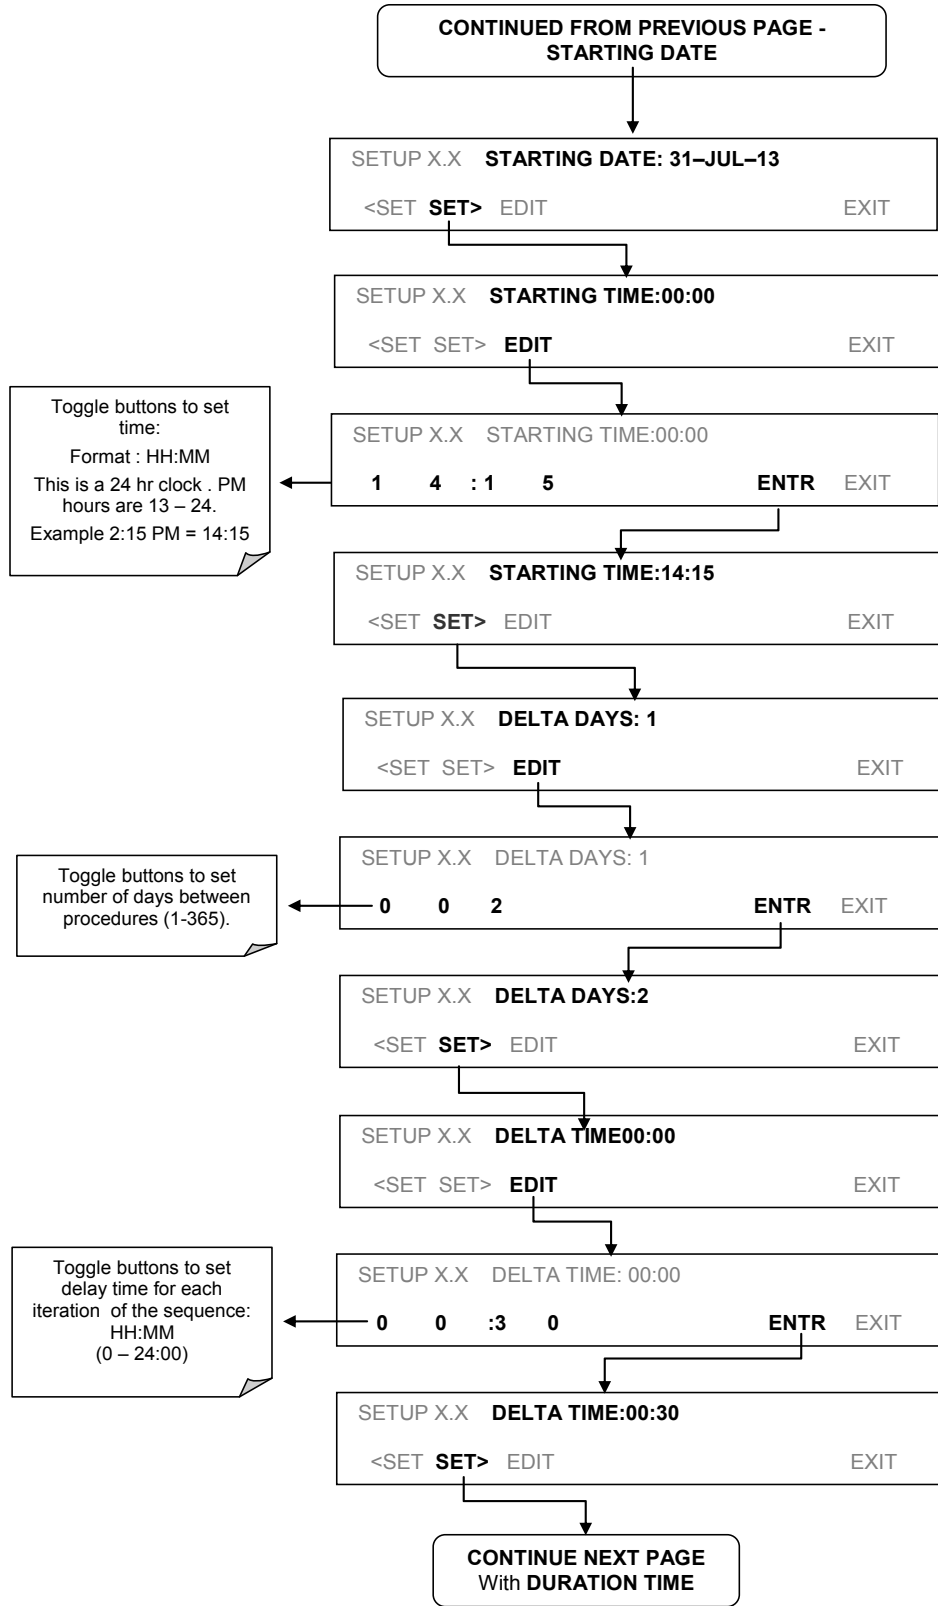 CONTINUED FROM PREVIOUS PAGE -
STARTING DATE
SETUP X.X STARTING DATE: 31–JUL–13
<SET SET> EDIT EXIT
SETUP X.X STARTING TIME:00:00
<SET SET> EDIT EXIT
Toggle buttons to set
time:
Format : HH:MM
This is a 24 hr clock . PM
hours are 13 – 24.
Example 2:15 PM = 14:15
SETUP X.X STARTING TIME:00:00
1 4 : 1 5 ENTR EXIT
SETUP X.X STARTING TIME:14:15
<SET SET> EDIT EXIT
SETUP X.X DELTA DAYS: 1
<SET SET> EDIT EXIT
Toggle buttons to set
number of days between
procedures (1-365).
SETUP X.X DELTA DAYS: 1
0 0 2 ENTR EXIT
SETUP X.X DELTA DAYS:2
<SET SET> EDIT EXIT
SETUP X.X DELTA TIME00:00
<SET SET> EDIT EXIT
Toggle buttons to set
delay time for each
iteration of the sequence:
HH:MM
(0 – 24:00)
SETUP X.X DELTA TIME: 00:00
0 0 :3 0 ENTR EXIT
SETUP X.X DELTA TIME:00:30
<SET SET> EDIT EXIT
CONTINUE NEXT PAGE
With DURATION TIME